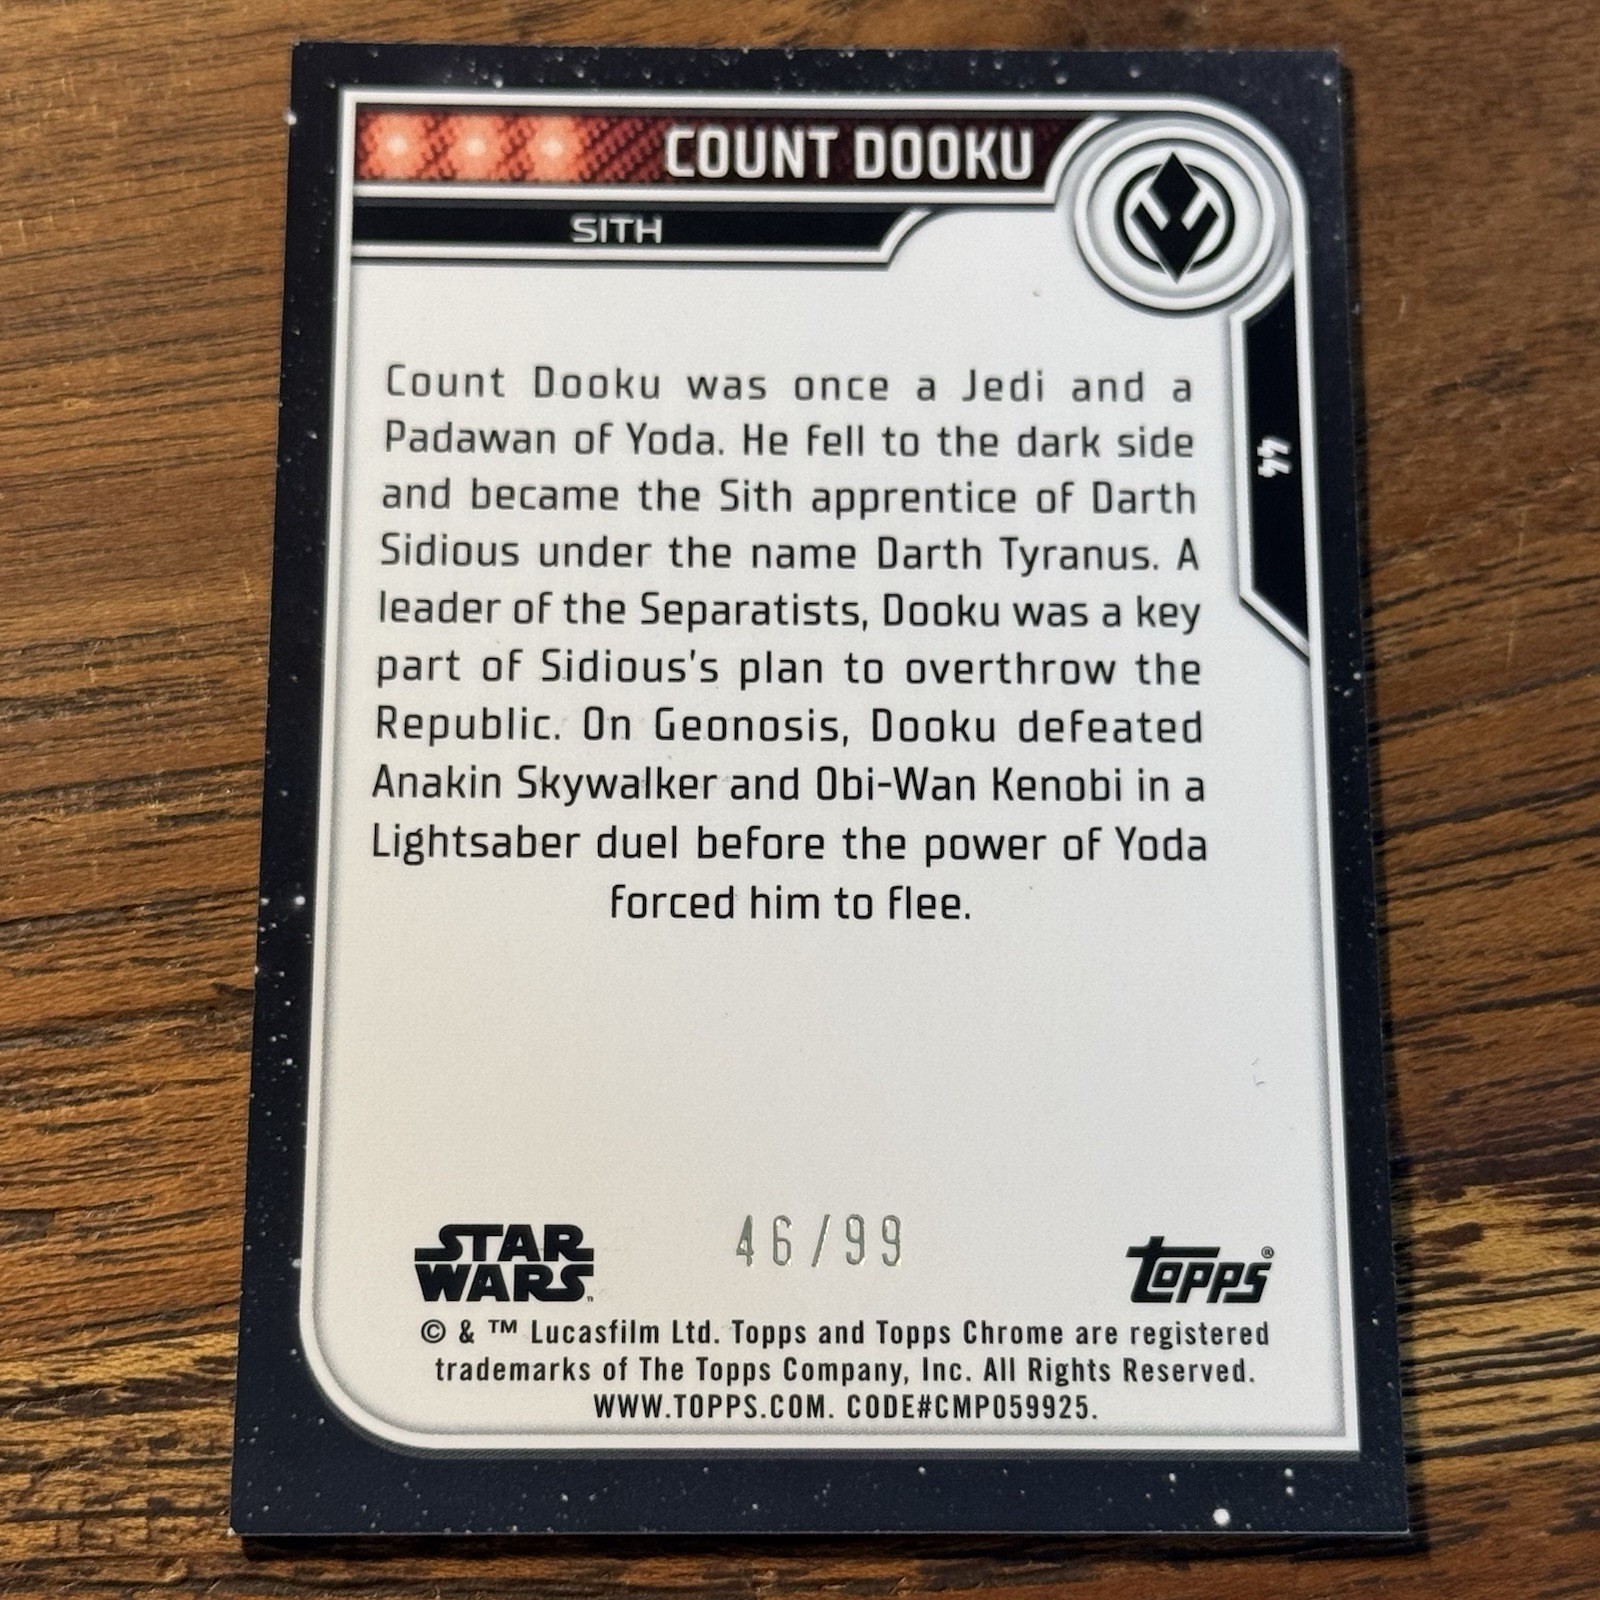 COUNT DOOKU
SITH
44
Count Dooku was once a Jedi and a
Padawan of Yoda. He fell to the dark side
and became the Sith apprentice of Darth
Sidious under the name Darth Tyranus. A
leader of the Separatists, Dooku was a key
part of Sidious's plan to overthrow the
Republic. On Geonosis, Dooku defeated
Anakin Skywalker and Obi-Wan Kenobi in a
Lightsaber duel before the power of Yoda
forced him to flee.
STAR
WARS™
46/99
topps®
© & ™ Lucasfilm Ltd. Topps and Topps Chrome are registered
trademarks of The Topps Company, Inc. All Rights Reserved.
WWW.TOPPS.COM. CODE#CMP059925.